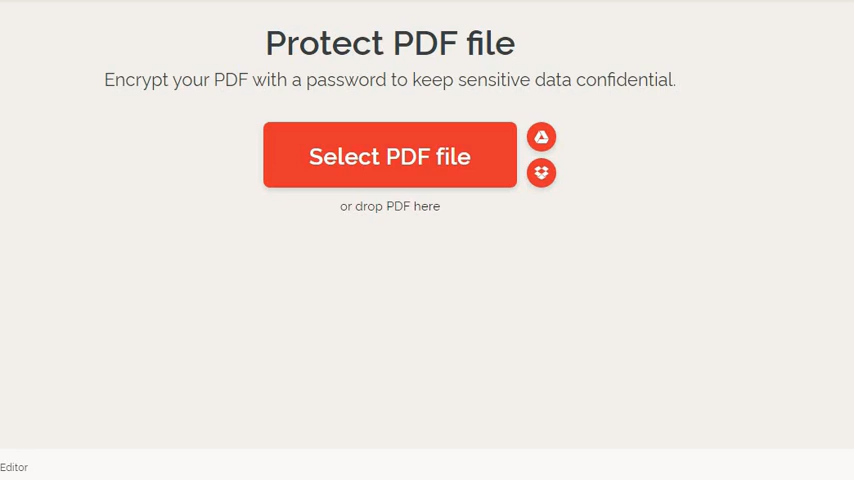 Protect PDF file
Encrypt your PDF with a password to keep sensitive data confidential.
Select PDF file
or drop PDF here
Editor